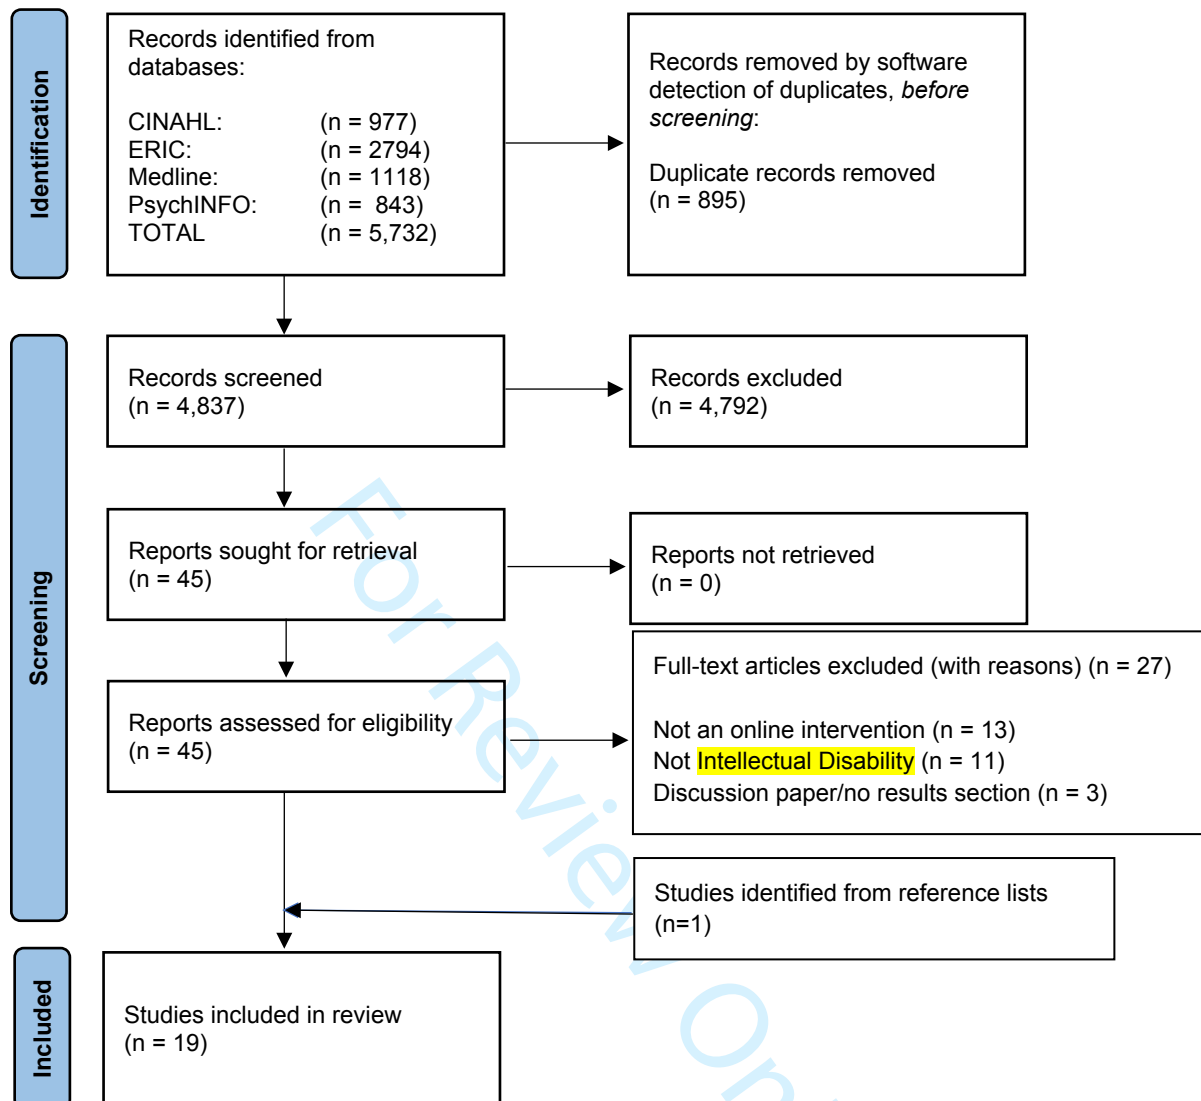 Identification
Records identified from
databases:
CINAHL: (n = 977)
ERIC: (n = 2794)
Medline: (n = 1118)
PsychINFO: (n = 843)
TOTAL (n = 5,732)
Records removed by software
detection of duplicates, before
screening:
Duplicate records removed
(n = 895)
Screening
Records screened
(n = 4,837)
Records excluded
(n = 4,792)
Reports sought for retrieval
(n = 45)
Reports not retrieved
(n = 0)
Reports assessed for eligibility
(n = 45)
Full-text articles excluded (with reasons) (n = 27)
Not an online intervention (n = 13)
Not Intellectual Disability (n = 11)
Discussion paper/no results section (n = 3)
Studies identified from reference lists
(n=1)
Included
Studies included in review
(n = 19)
For Review On